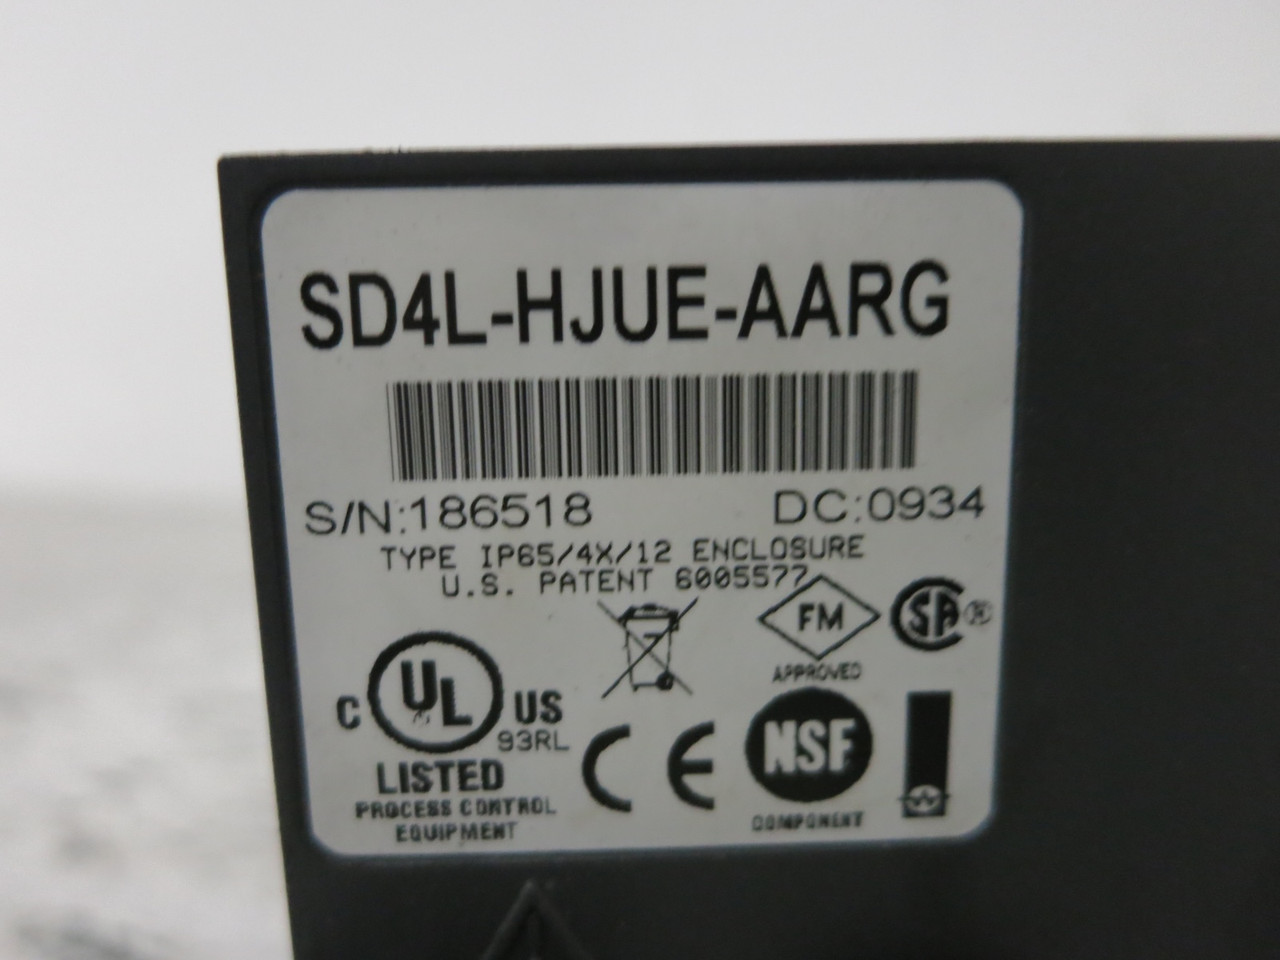 SD4L-HJUE-AARG
S/N:186518 DC:0934
TYPE IP65/4X/12 ENCLOSURE
U.S. PATENT 6005577
FM
APPROVED
SA®
C UL US
93RL
LISTED
PROCESS CONTROL
EQUIPMENT
CE
NSF
COMPONENT
W